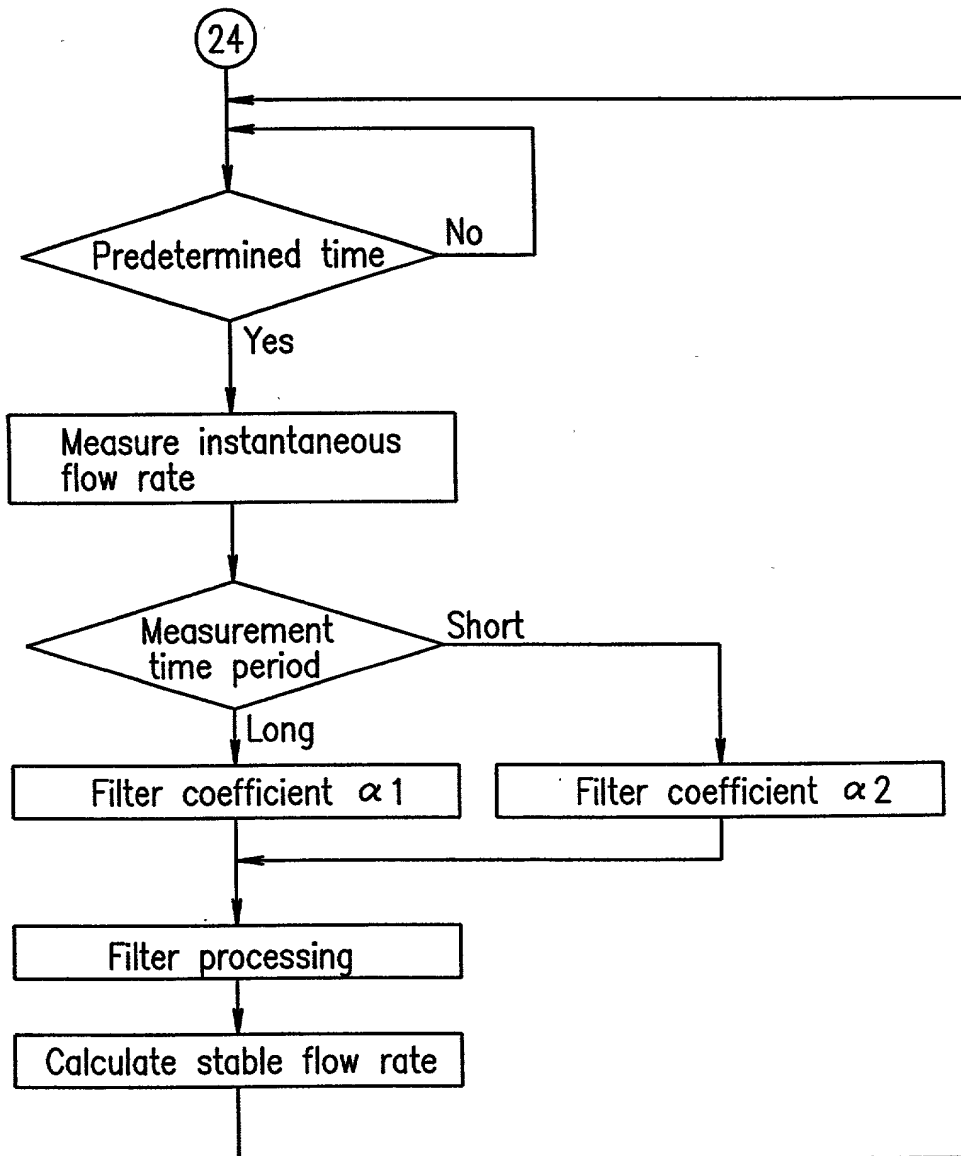 24
Predetermined time
No
Yes
Measure instantaneous
flow rate
Measurement
time period
Short
Long
Filter coefficient α1
Filter coefficient α2
Filter processing
Calculate stable flow rate